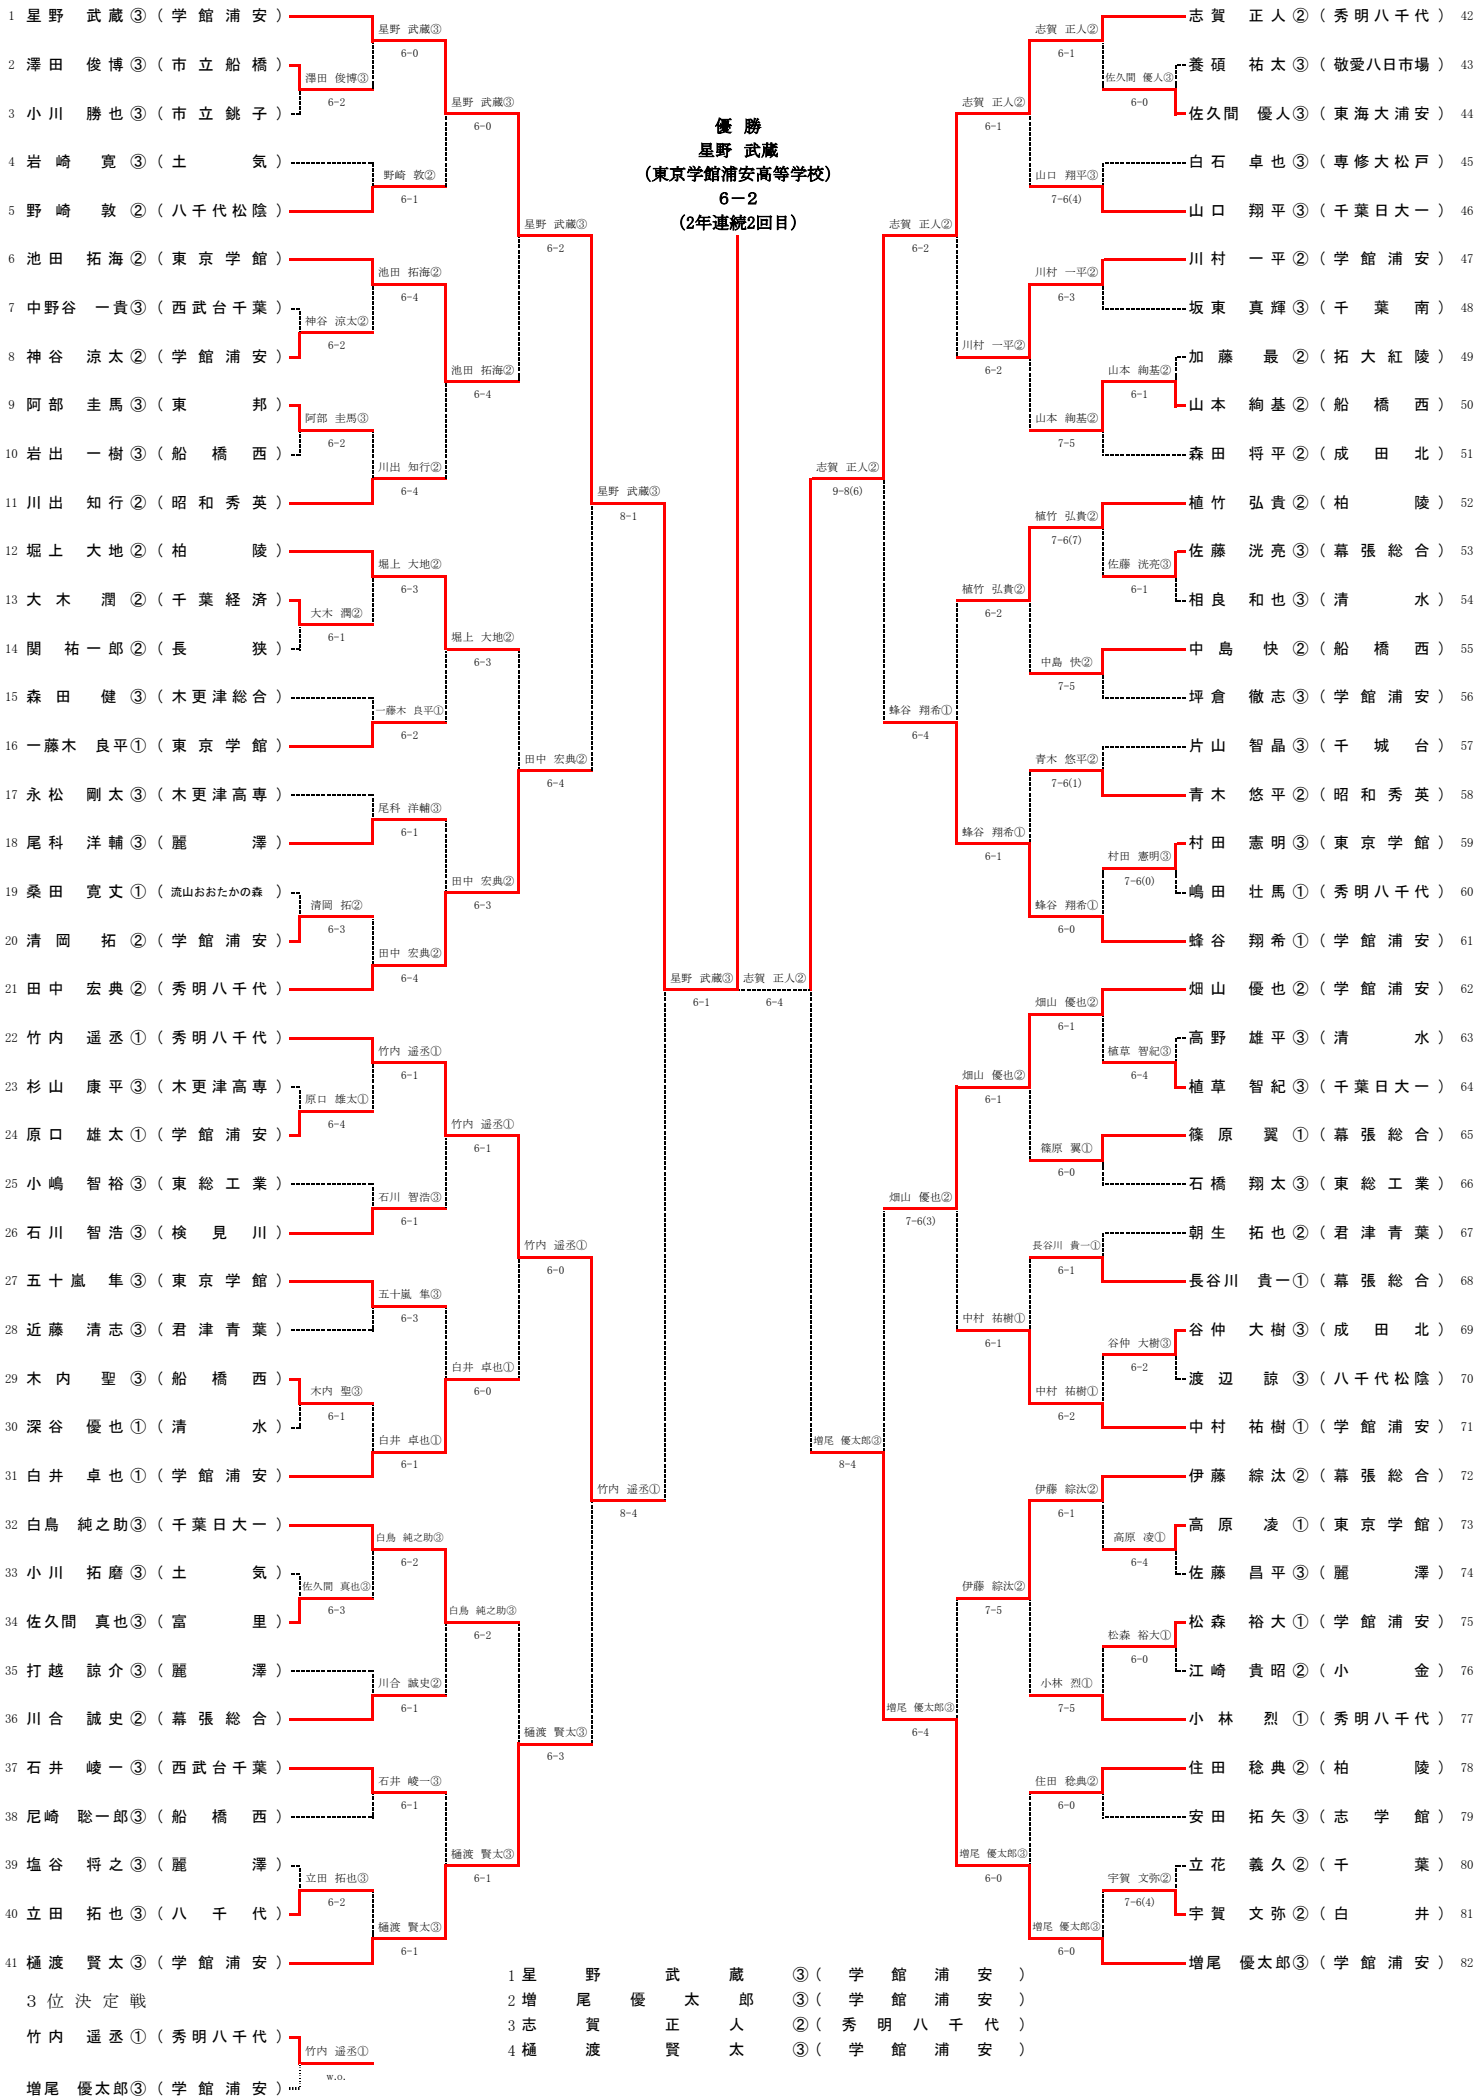 1 星野 武蔵③（学館浦安）
2 澤田 俊博③（市立船橋）
3 小川 勝也③（市立銚子）
4 岩崎 寛③（土気）
5 野崎 敦②（八千代松陰）
6 池田 拓海②（東京学館）
7 中野谷 一貴③（西武台千葉）
8 神谷 涼太②（学館浦安）
9 阿部 圭馬③（東邦）
10 岩出 一樹③（船橋西）
11 川出 知行②（昭和秀英）
12 堀上 大地②（柏陵）
13 大木 潤②（千葉経済）
14 関 祐一郎②（長狭）
15 森田 健③（木更津総合）
16 一藤木 良平①（東京学館）
17 永松 剛太③（木更津高専）
18 尾科 洋輔③（麗澤）
19 桑田 寛丈①（流山おおたかの森）
20 清岡 拓②（学館浦安）
21 田中 宏典②（秀明八千代）
22 竹内 遥丞①（秀明八千代）
23 杉山 康平③（木更津高専）
24 原口 雄太①（学館浦安）
25 小嶋 智裕③（東総工業）
26 石川 智浩③（検見川）
27 五十嵐 隼③（東京学館）
28 近藤 清志③（君津青葉）
29 木内 聖③（船橋西）
30 深谷 優也①（清水）
31 白井 卓也①（学館浦安）
32 白鳥 純之助③（千葉日大一）
33 小川 拓磨③（土気）
34 佐久間 真也③（富里）
35 打越 諒介③（麗澤）
36 川合 誠史②（幕張総合）
37 石井 崚一③（西武台千葉）
38 尼崎 聡一郎③（船橋西）
39 塩谷 将之③（麗澤）
40 立田 拓也③（八千代）
41 樋渡 賢太③（学館浦安）
澤田 俊博③
6-2
神谷 涼太②
6-2
阿部 圭馬③
6-2
大木 潤②
6-1
清岡 拓②
6-3
原口 雄太①
6-4
木内 聖③
6-1
佐久間 真也③
6-3
立田 拓也③
6-2
星野 武蔵③
6-0
野崎 敦②
6-1
池田 拓海②
6-4
川出 知行②
6-4
堀上 大地②
6-3
一藤木 良平①
6-2
尾科 洋輔③
6-1
田中 宏典②
6-4
竹内 遥丞①
6-1
石川 智浩③
6-1
五十嵐 隼③
6-3
白井 卓也①
6-1
白鳥 純之助③
6-2
川合 誠史②
6-1
石井 崚一③
6-1
樋渡 賢太③
6-1
星野 武蔵③
6-0
池田 拓海②
6-4
堀上 大地②
6-3
田中 宏典②
6-3
竹内 遥丞①
6-1
白井 卓也①
6-0
白鳥 純之助③
6-2
樋渡 賢太③
6-1
星野 武蔵③
6-2
田中 宏典②
6-4
竹内 遥丞①
6-0
樋渡 賢太③
6-3
星野 武蔵③
8-1
竹内 遥丞①
8-4
星野 武蔵③
6-1
優 勝
星野 武蔵
(東京学館浦安高等学校)
6－2
(2年連続2回目)
志賀 正人②
6-4
志賀 正人②
9-8(6)
増尾 優太郎③
8-4
志賀 正人②
6-2
蜂谷 翔希①
6-4
畑山 優也②
7-6(3)
増尾 優太郎③
6-4
志賀 正人②
6-1
川村 一平②
6-2
植竹 弘貴②
6-2
蜂谷 翔希①
6-1
畑山 優也②
6-1
中村 祐樹①
6-1
伊藤 綜汰②
7-5
増尾 優太郎③
6-0
志賀 正人②
6-1
山口 翔平③
7-6(4)
川村 一平②
6-3
山本 絢基②
7-5
植竹 弘貴②
7-6(7)
中島 快②
7-5
青木 悠平②
7-6(1)
蜂谷 翔希①
6-0
畑山 優也②
6-1
篠原 翼①
6-0
長谷川 貴一①
6-1
中村 祐樹①
6-2
伊藤 綜汰②
6-1
小林 烈①
7-5
住田 稔典②
6-0
増尾 優太郎③
6-0
佐久間 優人③
6-0
山本 絢基②
6-1
佐藤 洸亮③
6-1
村田 憲明③
7-6(0)
植草 智紀③
6-4
谷仲 大樹③
6-2
高原 凌①
6-4
松森 裕大①
6-0
宇賀 文弥②
7-6(4)
志賀 正人②（秀明八千代） 42
養碩 祐太③（敬愛八日市場） 43
佐久間 優人③（東海大浦安） 44
白石 卓也③（専修大松戸） 45
山口 翔平③（千葉日大一） 46
川村 一平②（学館浦安） 47
坂東 真輝③（千葉南） 48
加藤 最②（拓大紅陵） 49
山本 絢基②（船橋西） 50
森田 将平②（成田北） 51
植竹 弘貴②（柏陵） 52
佐藤 洸亮③（幕張総合） 53
相良 和也③（清水） 54
中島 快②（船橋西） 55
坪倉 徹志③（学館浦安） 56
片山 智晶③（千城台） 57
青木 悠平②（昭和秀英） 58
村田 憲明③（東京学館） 59
嶋田 壮馬①（秀明八千代） 60
蜂谷 翔希①（学館浦安） 61
畑山 優也②（学館浦安） 62
高野 雄平③（清水） 63
植草 智紀③（千葉日大一） 64
篠原 翼①（幕張総合） 65
石橋 翔太③（東総工業） 66
朝生 拓也②（君津青葉） 67
長谷川 貴一①（幕張総合） 68
谷仲 大樹③（成田北） 69
渡辺 諒③（八千代松陰） 70
中村 祐樹①（学館浦安） 71
伊藤 綜汰②（幕張総合） 72
高原 凌①（東京学館） 73
佐藤 昌平③（麗澤） 74
松森 裕大①（学館浦安） 75
江崎 貴昭②（小金） 76
小林 烈①（秀明八千代） 77
住田 稔典②（柏陵） 78
安田 拓矢③（志学館） 79
立花 義久②（千葉） 80
宇賀 文弥②（白井） 81
増尾 優太郎③（学館浦安） 82
3位決定戦
竹内 遥丞①（秀明八千代）
竹内 遥丞①
w.o.
増尾 優太郎③（学館浦安）
1 星野武蔵③（学館浦安）
2 増尾優太郎③（学館浦安）
3 志賀正人②（秀明八千代）
4 樋渡賢太③（学館浦安）